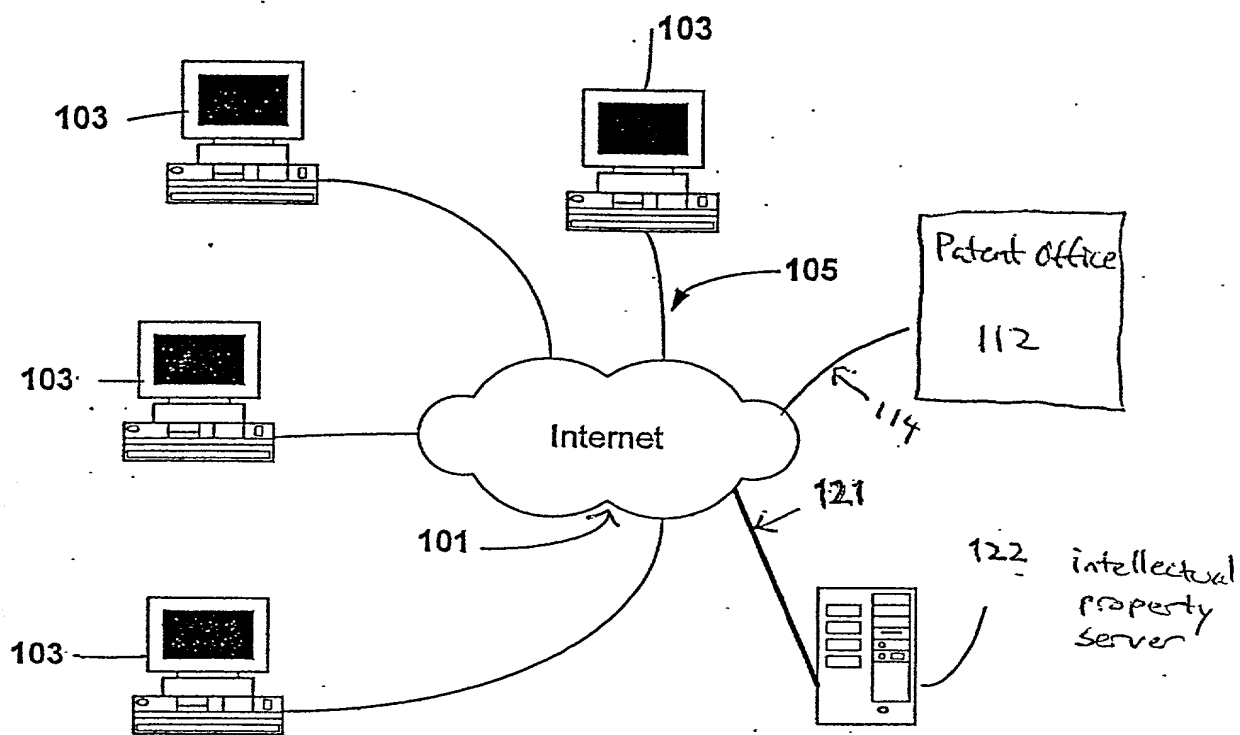 103
103
Patent Office
105
112
103
114
Internet
121
101
122 intellectual
property
server
103